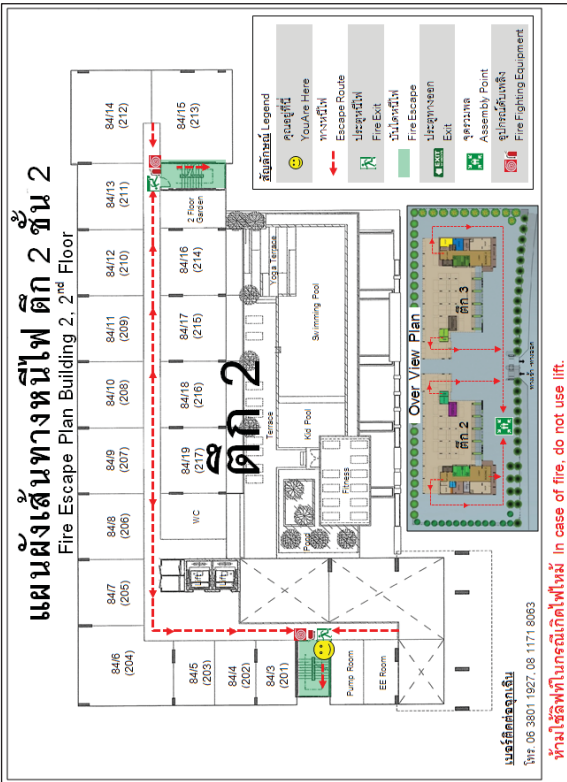 แผนผังเส้นทางหนีไฟ ตึก 2 ชั้น 2
Fire Escape Plan Building 2, 2nd Floor
84/6
(204)
84/7
(205)
84/8
(206)
84/9
(207)
84/10
(208)
84/11
(209)
84/12
(210)
84/13
(211)
84/14
(212)
84/15
(213)
84/5
(203)
84/4
(202)
84/3
(201)
WC
84/19
(217)
84/18
(216)
84/17
(215)
84/16
(214)
2 Floor
Garden
Pump Room
EE Room
ตึก 2
Terrace
Yoga Terrace
Kid Pool
Swimming Pool
Fitness
สัญลักษณ์ Legend
คุณอยู่ที่นี่
YouAre Here
ทางหนีไฟ
Escape Route
ประตูหนีไฟ
Fire Exit
บันไดหนีไฟ
Fire Escape
ประตูทางออก
EXIT
Exit
จุดรวมพล
Assembly Point
อุปกรณ์ดับเพลิง
Fire Fighting Equipment
Over View Plan
ตึก 2
ตึก 3
เบอร์ติดต่อฉุกเฉิน
โทร. 06 3801 1927, 08 1171 8063
ห้ามใช้ลิฟท์ในกรณีเกิดไฟไหม้ In case of fire, do not use lift.